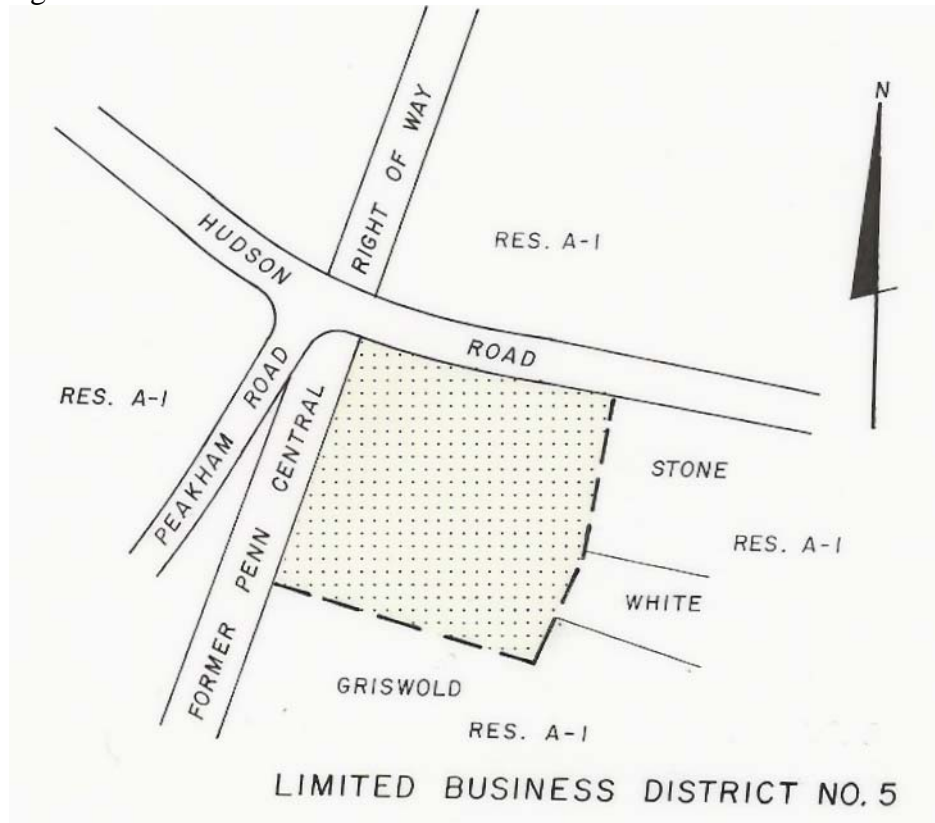 N
RIGHT OF WAY
HUDSON
RES. A-1
ROAD
RES. A-1
PEAKHAM ROAD
FORMER PENN CENTRAL
STONE
RES. A-1
WHITE
GRISWOLD
RES. A-1
LIMITED BUSINESS DISTRICT NO. 5